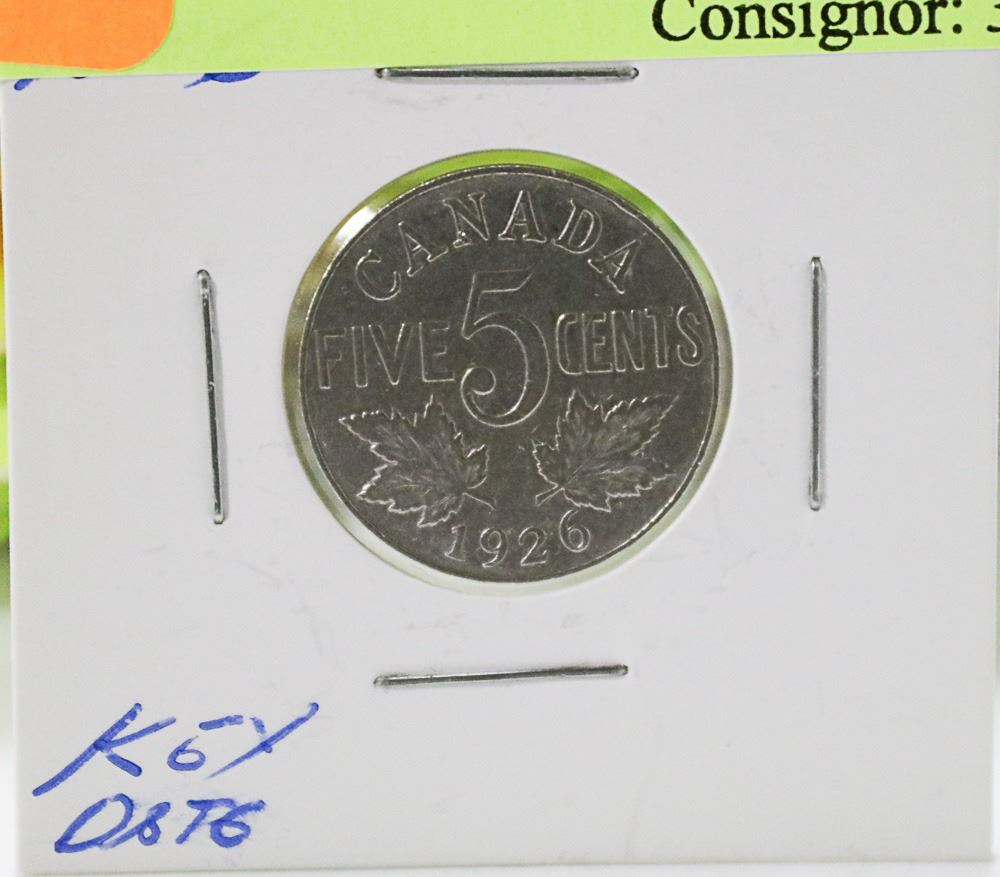 Consignor:
CANADA
FIVE 5 CENTS
1926
KEY
DATE